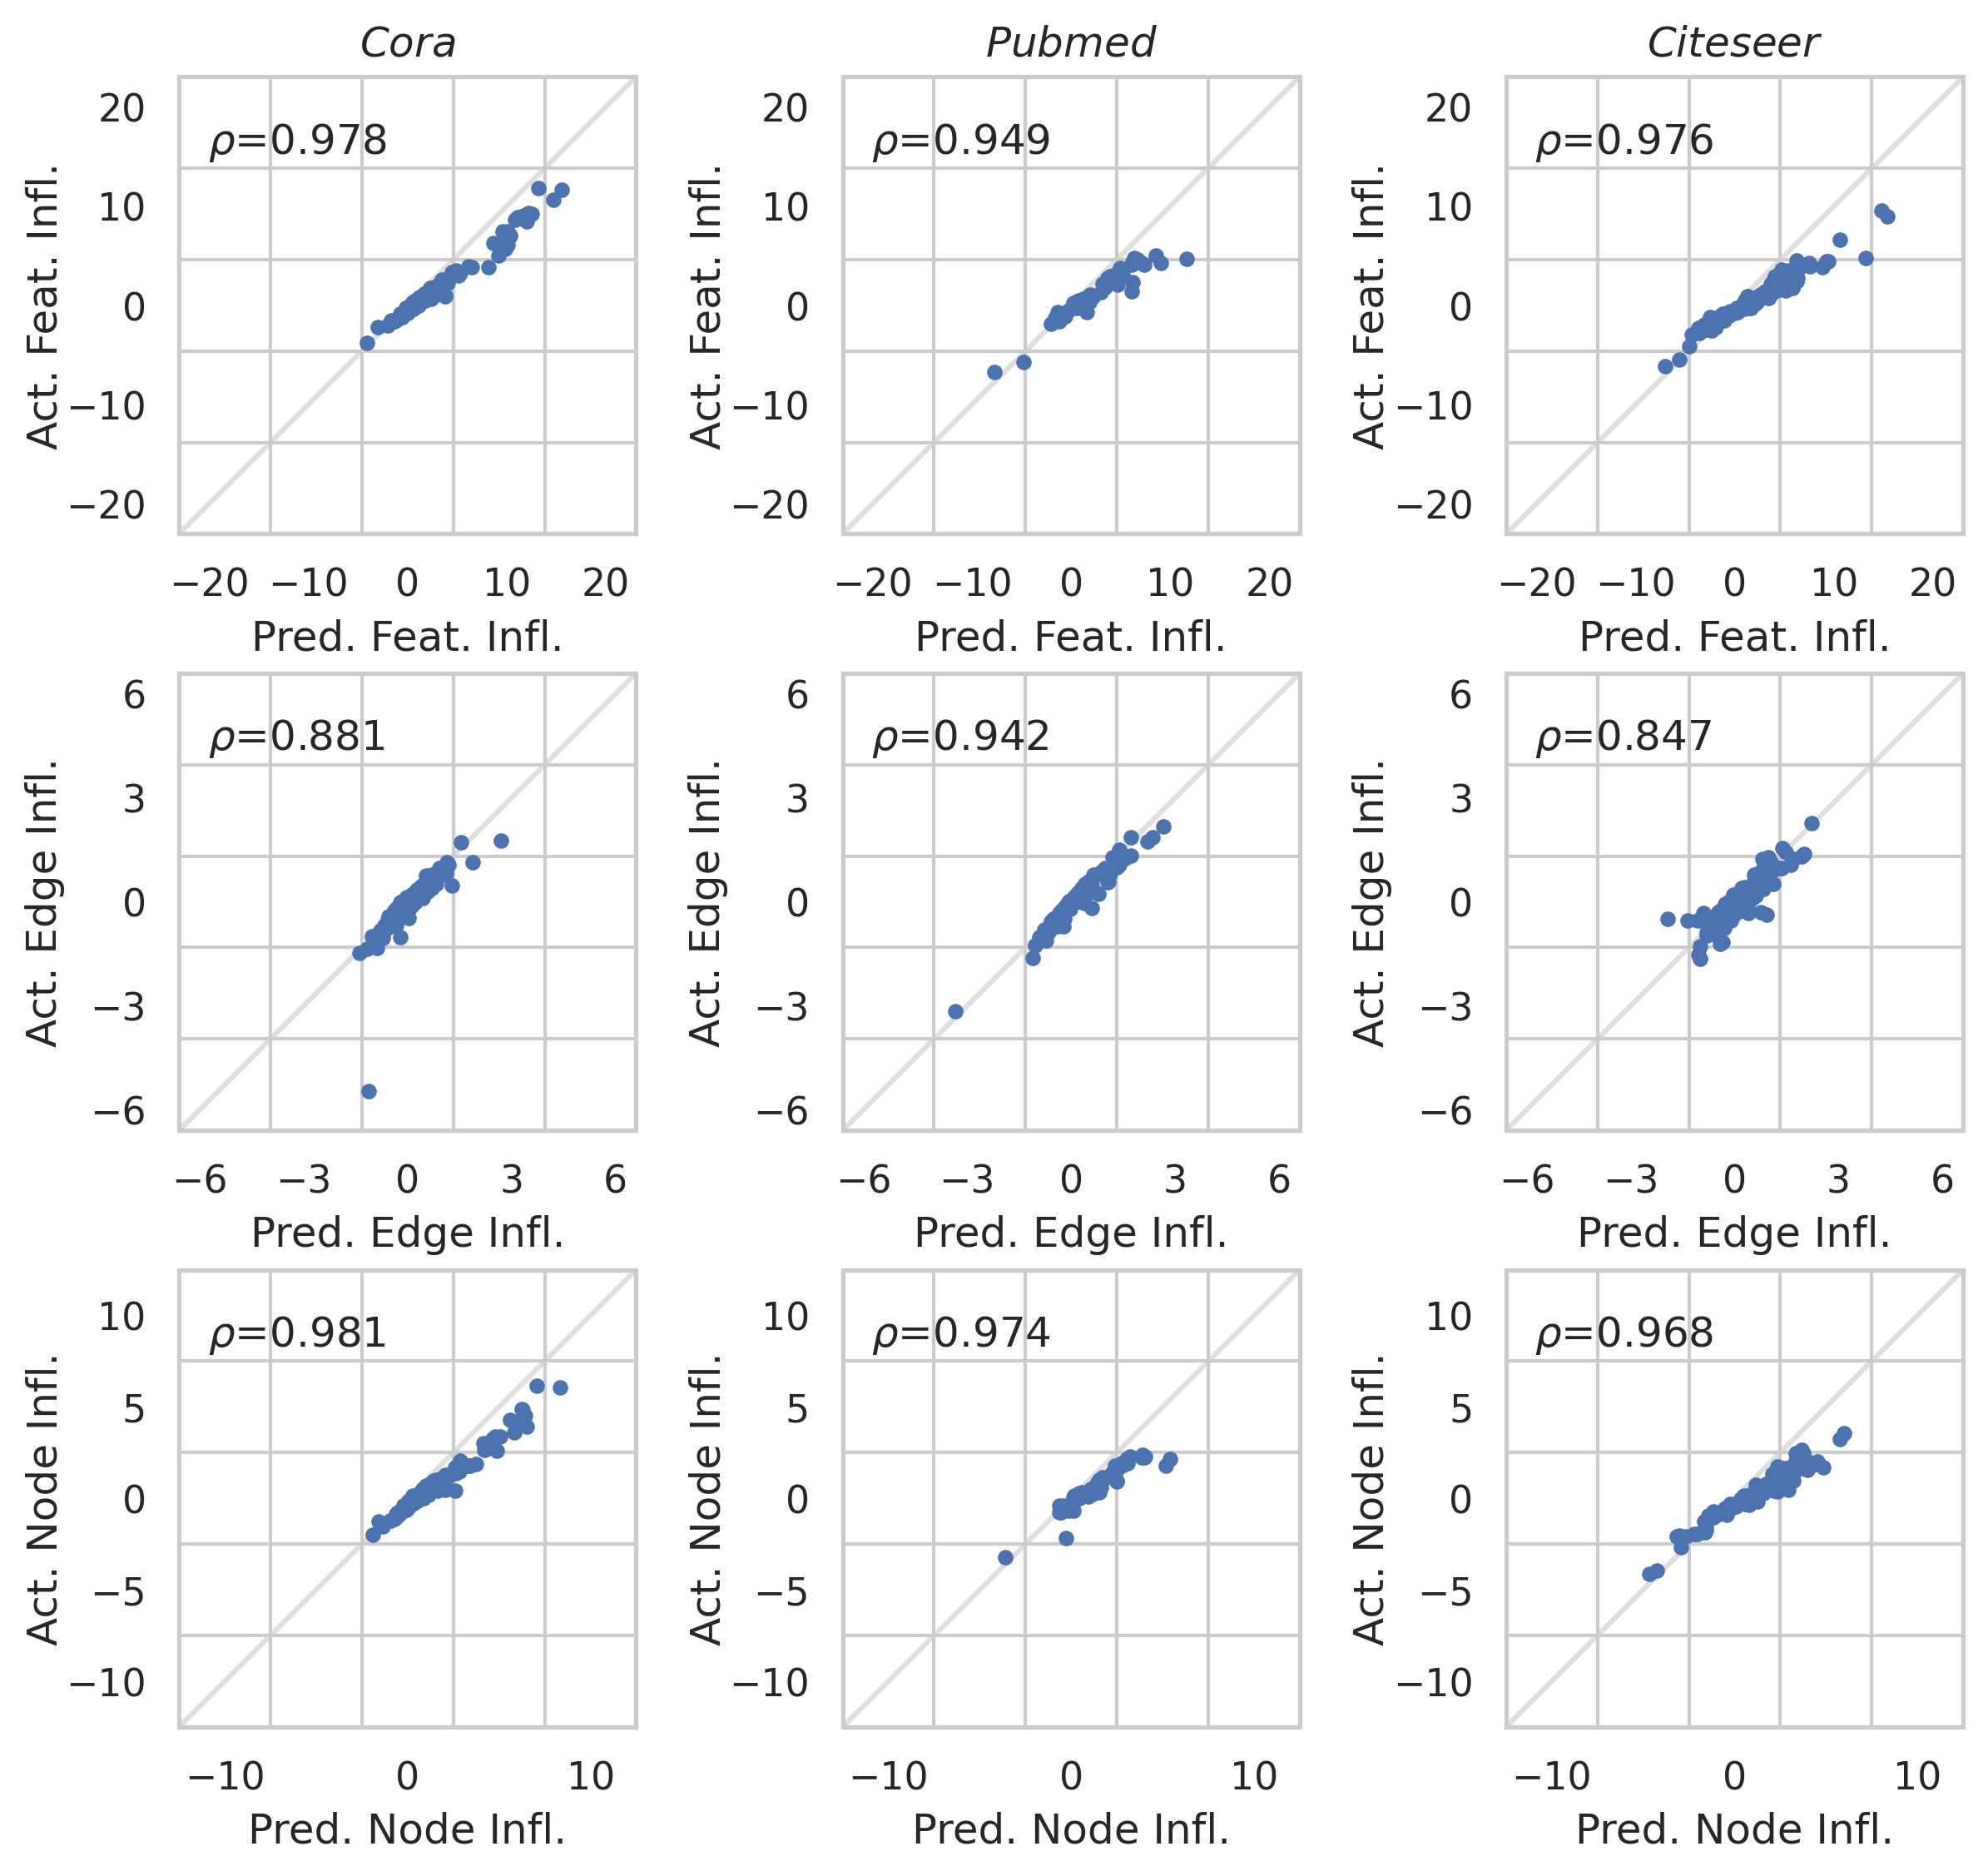 Cora
Pubmed
Citeseer
20
10
0
−10
−20
Act. Feat. Infl.
ρ=0.978
−20 −10 0 10 20
Pred. Feat. Infl.
20
10
0
−10
−20
Act. Feat. Infl.
ρ=0.949
−20 −10 0 10 20
Pred. Feat. Infl.
20
10
0
−10
−20
Act. Feat. Infl.
ρ=0.976
−20 −10 0 10 20
Pred. Feat. Infl.
6
3
0
−3
−6
Act. Edge Infl.
ρ=0.881
−6 −3 0 3 6
Pred. Edge Infl.
6
3
0
−3
−6
Act. Edge Infl.
ρ=0.942
−6 −3 0 3 6
Pred. Edge Infl.
6
3
0
−3
−6
Act. Edge Infl.
ρ=0.847
−6 −3 0 3 6
Pred. Edge Infl.
10
5
0
−5
−10
Act. Node Infl.
ρ=0.981
−10 0 10
Pred. Node Infl.
10
5
0
−5
−10
Act. Node Infl.
ρ=0.974
−10 0 10
Pred. Node Infl.
10
5
0
−5
−10
Act. Node Infl.
ρ=0.968
−10 0 10
Pred. Node Infl.